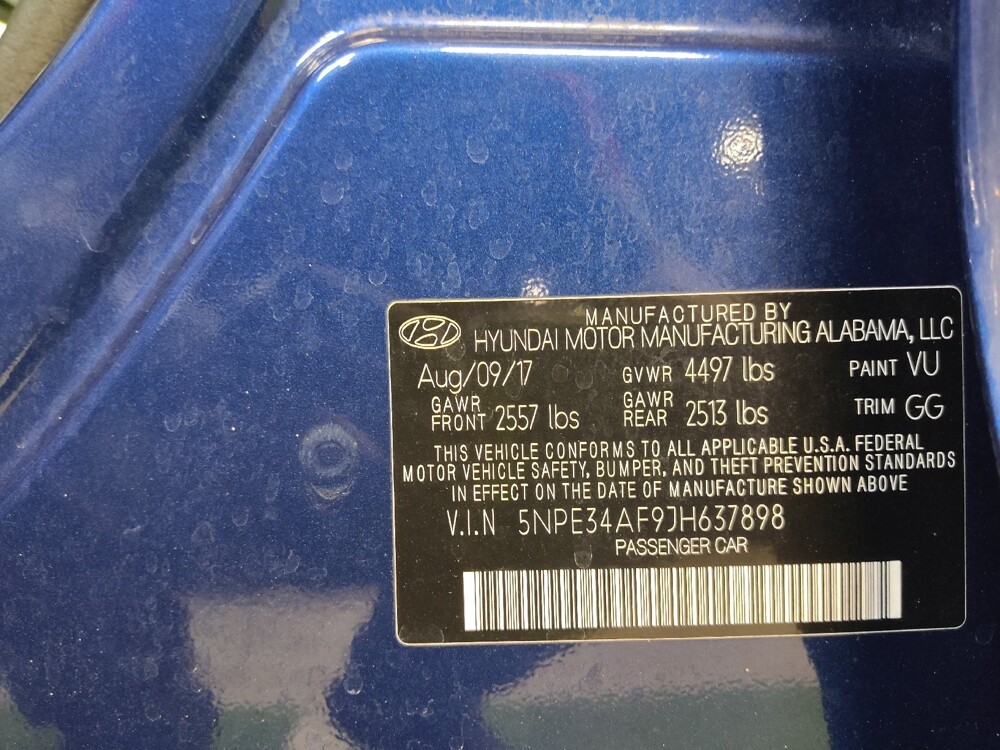 MANUFACTURED BY
HYUNDAI MOTOR MANUFACTURING ALABAMA, LLC
Aug/09/17 GVWR 4497 lbs PAINT VU
GAWR FRONT 2557 lbs GAWR REAR 2513 lbs TRIM GG
THIS VEHICLE CONFORMS TO ALL APPLICABLE U.S.A. FEDERAL
MOTOR VEHICLE SAFETY, BUMPER, AND THEFT PREVENTION STANDARDS
IN EFFECT ON THE DATE OF MANUFACTURE SHOWN ABOVE
V.I.N 5NPE34AF9JH637898
PASSENGER CAR